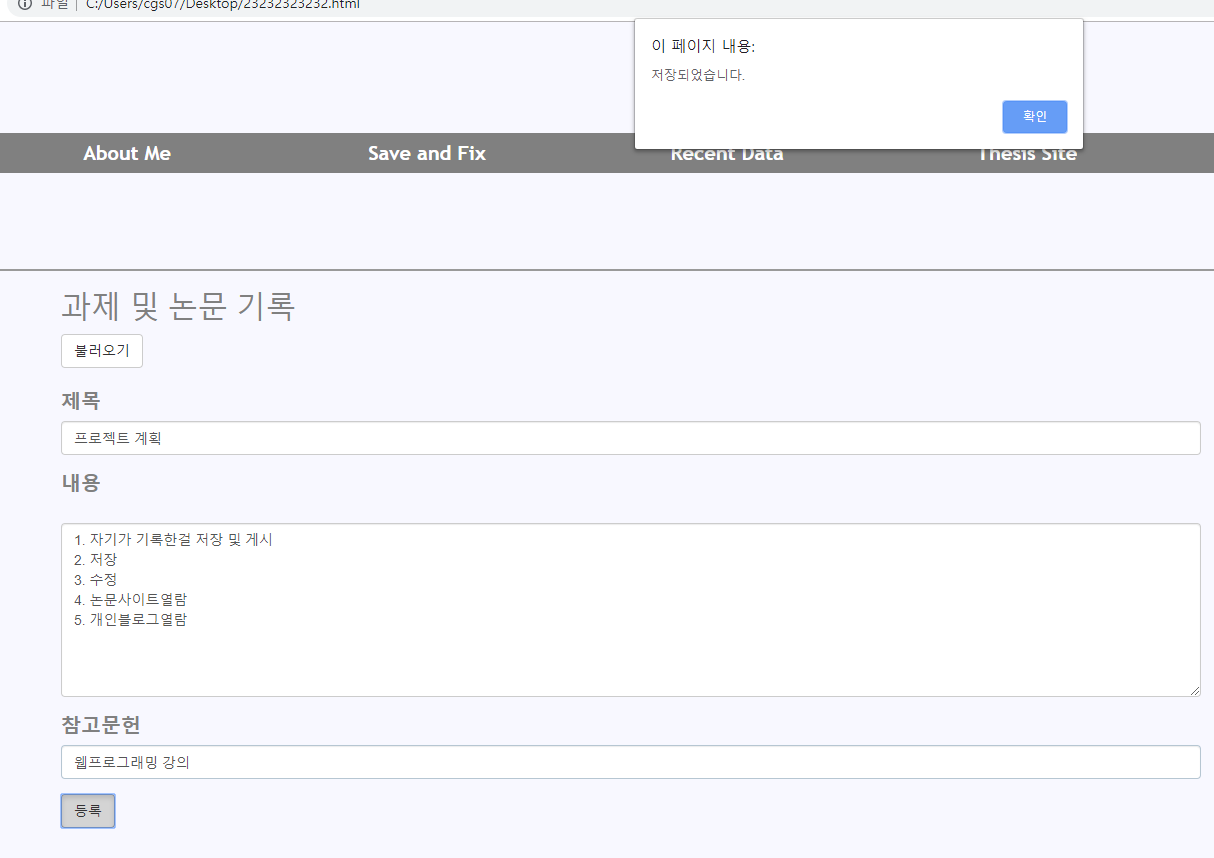 파일 | C:/Users/cgs07/Desktop/23232323232.html
이 페이지 내용:
저장되었습니다.
확인
About Me Save and Fix Recent Data Thesis Site
과제 및 논문 기록
불러오기
제목
프로젝트 계획
내용
1. 자기가 기록한걸 저장 및 게시
2. 저장
3. 수정
4. 논문사이트열람
5. 개인블로그열람
참고문헌
웹프로그래밍 강의
등록